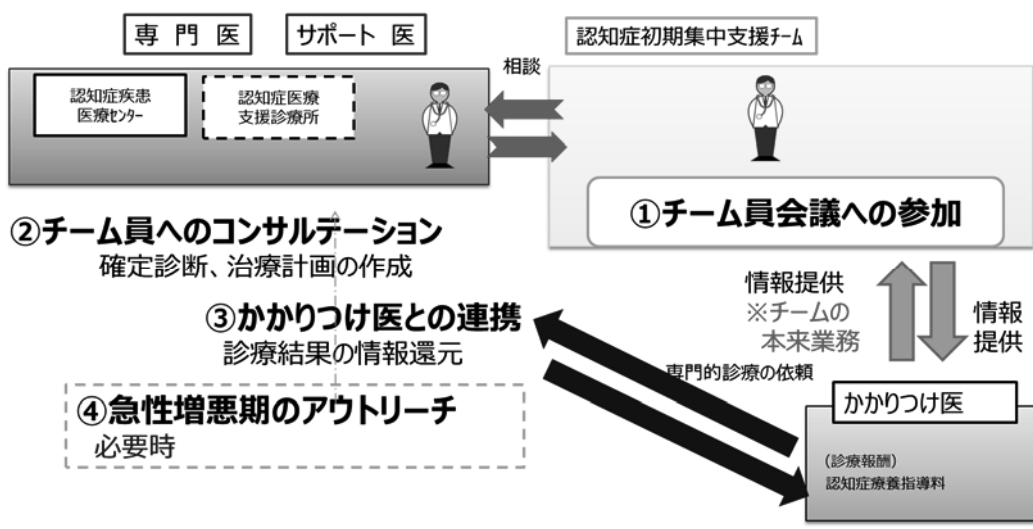 専門医
サポート医
認知症初期集中支援チーム
認知症疾患
医療センター
認知症医療
支援診療所
相談
①チーム員会議への参加
②チーム員へのコンサルテーション
確定診断、治療計画の作成
③かかりつけ医との連携
診療結果の情報還元
④急性増悪期のアウトリーチ
必要時
情報提供
※チームの
本来業務
情報
提供
専門的診療の依頼
かかりつけ医
(診療報酬)
認知症療養指導料